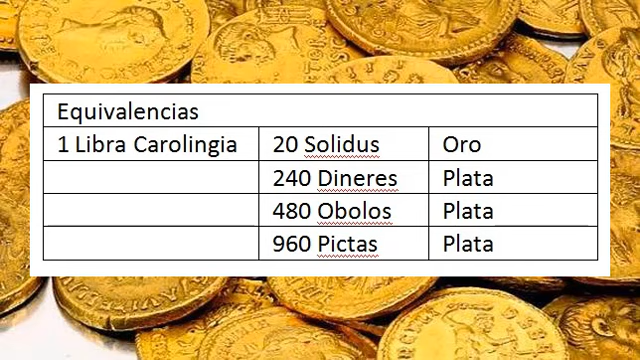 Equivalencias
1 Libra Carolingia 20 Solidus Oro
240 Dineres Plata
480 Obolos Plata
960 Pictas Plata